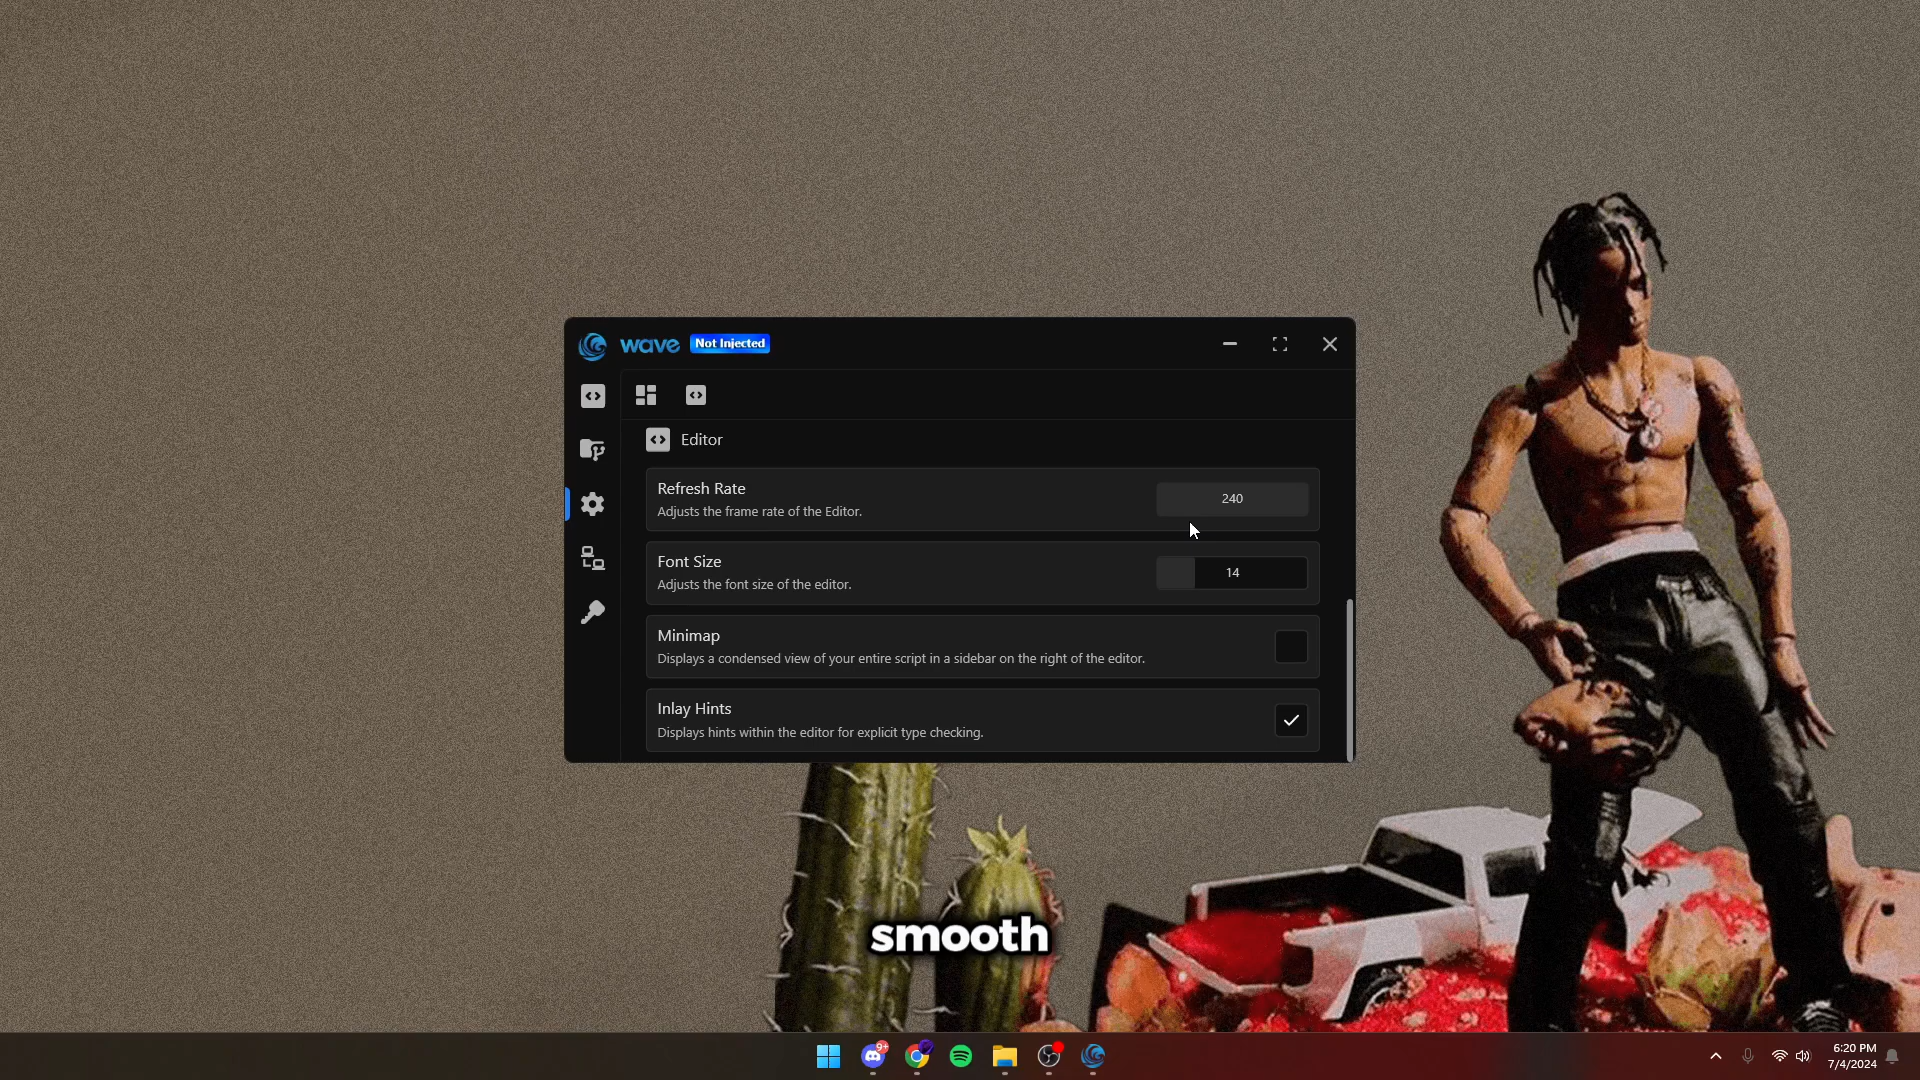 wave Not Injected
Editor
Refresh Rate
Adjusts the frame rate of the Editor.
240
Font Size
Adjusts the font size of the editor.
14
Minimap
Displays a condensed view of your entire script in a sidebar on the right of the editor.
Inlay Hints
Displays hints within the editor for explicit type checking.
smooth
9+
6:20 PM
7/4/2024